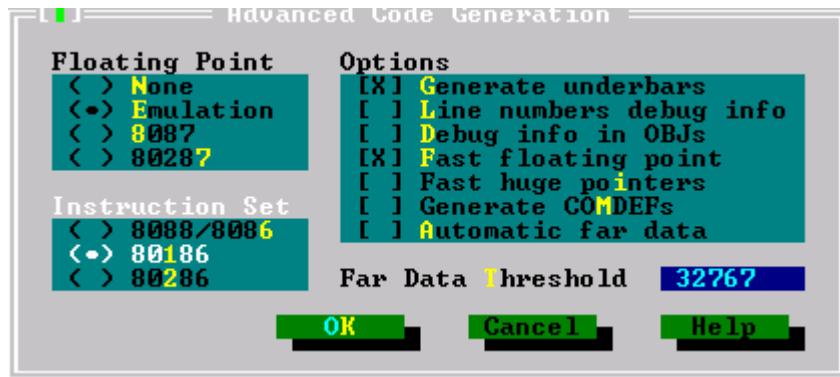 Advanced Code Generation
Floating Point
( ) None
(•) Emulation
( ) 8087
( ) 80287
Instruction Set
( ) 8088/8086
(•) 80186
( ) 80286
Options
[X] Generate underbars
[ ] Line numbers debug info
[ ] Debug info in OBJs
[X] Fast floating point
[ ] Fast huge pointers
[ ] Generate COMDEFs
[ ] Automatic far data
Far Data Threshold 32767
OK Cancel Help